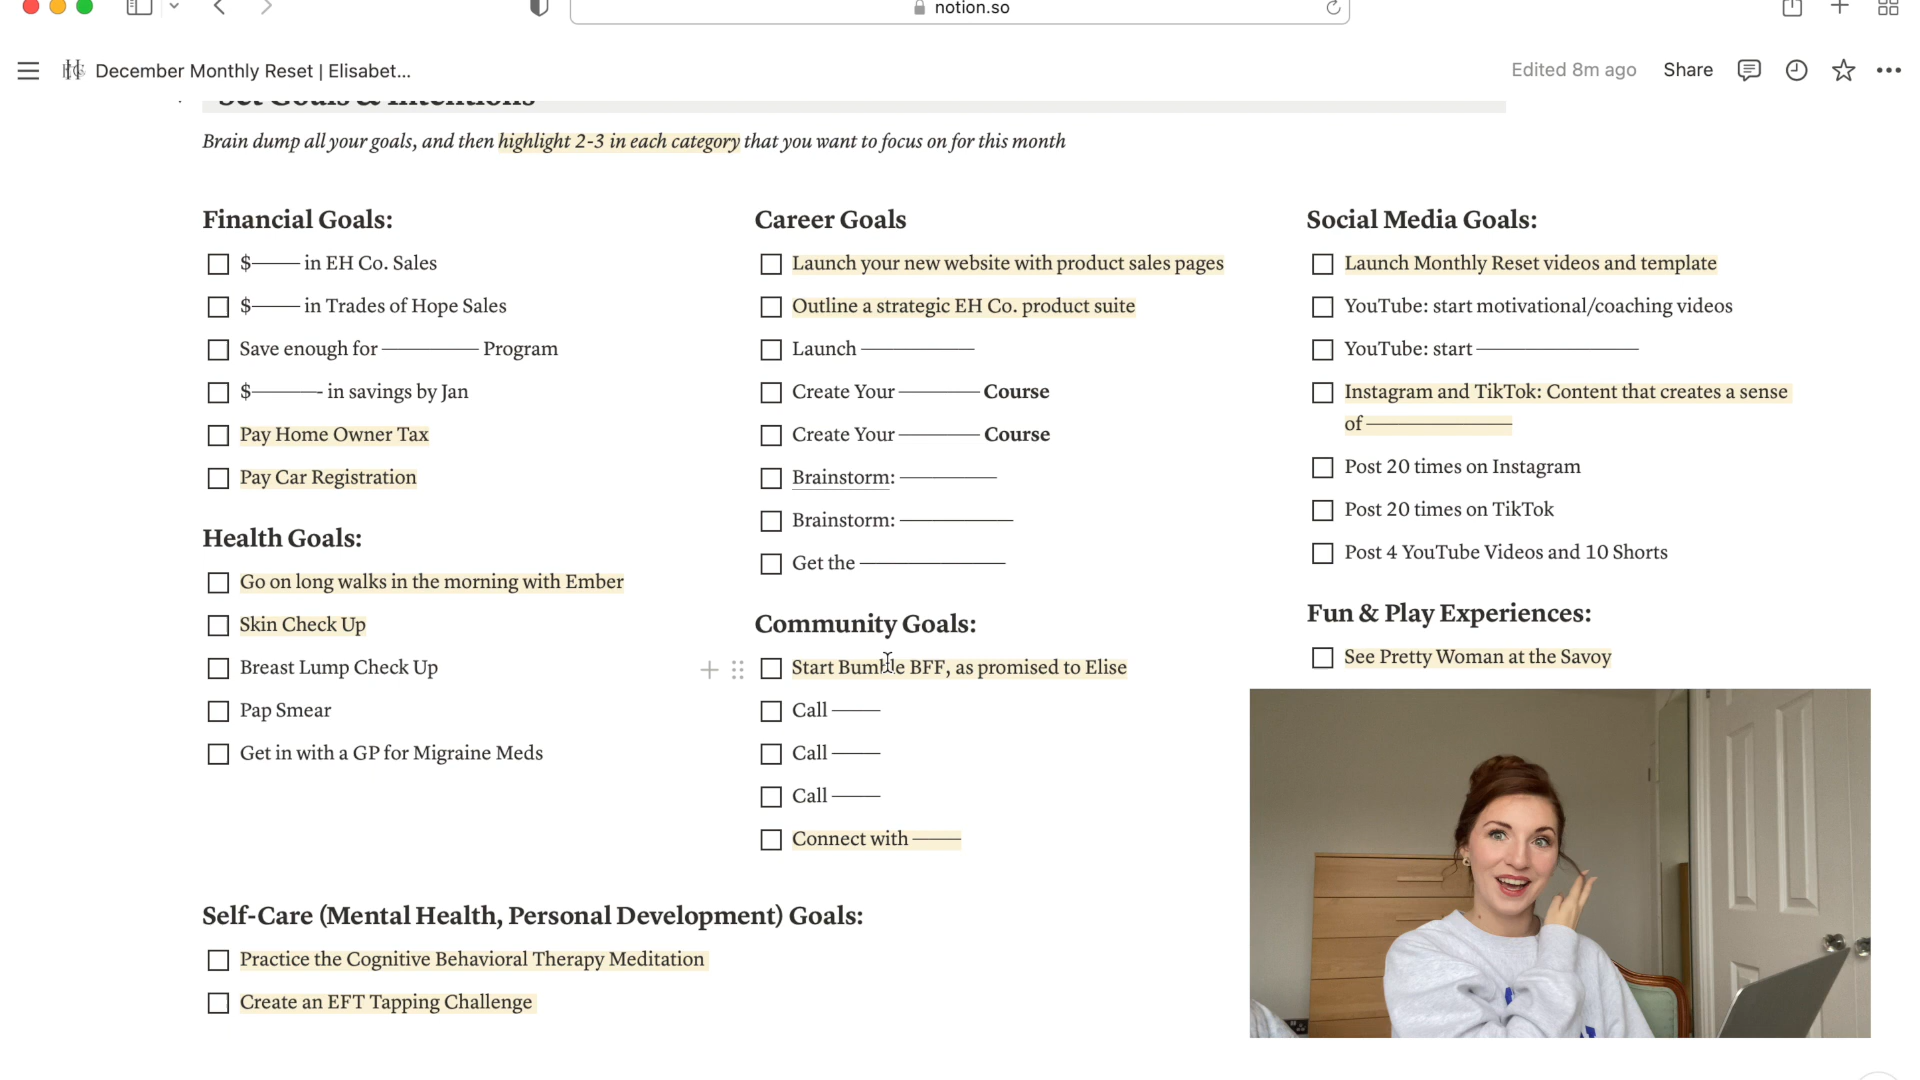 notion.so
December Monthly Reset | Elisabet...
Edited 8m ago
Share
Set Goals & Intentions
Brain dump all your goals, and then highlight 2-3 in each category that you want to focus on for this month
Financial Goals:
$——— in EH Co. Sales
$——— in Trades of Hope Sales
Save enough for —————— Program
$————- in savings by Jan
Pay Home Owner Tax
Pay Car Registration
Health Goals:
Go on long walks in the morning with Ember
Skin Check Up
Breast Lump Check Up
Pap Smear
Get in with a GP for Migraine Meds
Career Goals
Launch your new website with product sales pages
Outline a strategic EH Co. product suite
Launch ———————
Create Your ————— Course
Create Your ————— Course
Brainstorm: ——————
Brainstorm: ———————
Get the —————————
Community Goals:
Start Bumble BFF, as promised to Elise
Call ———
Call ———
Call ———
Connect with ———
Social Media Goals:
Launch Monthly Reset videos and template
YouTube: start motivational/coaching videos
YouTube: start ——————————
Instagram and TikTok: Content that creates a sense
of —————————
Post 20 times on Instagram
Post 20 times on TikTok
Post 4 YouTube Videos and 10 Shorts
Fun & Play Experiences:
See Pretty Woman at the Savoy
Self-Care (Mental Health, Personal Development) Goals:
Practice the Cognitive Behavioral Therapy Meditation
Create an EFT Tapping Challenge